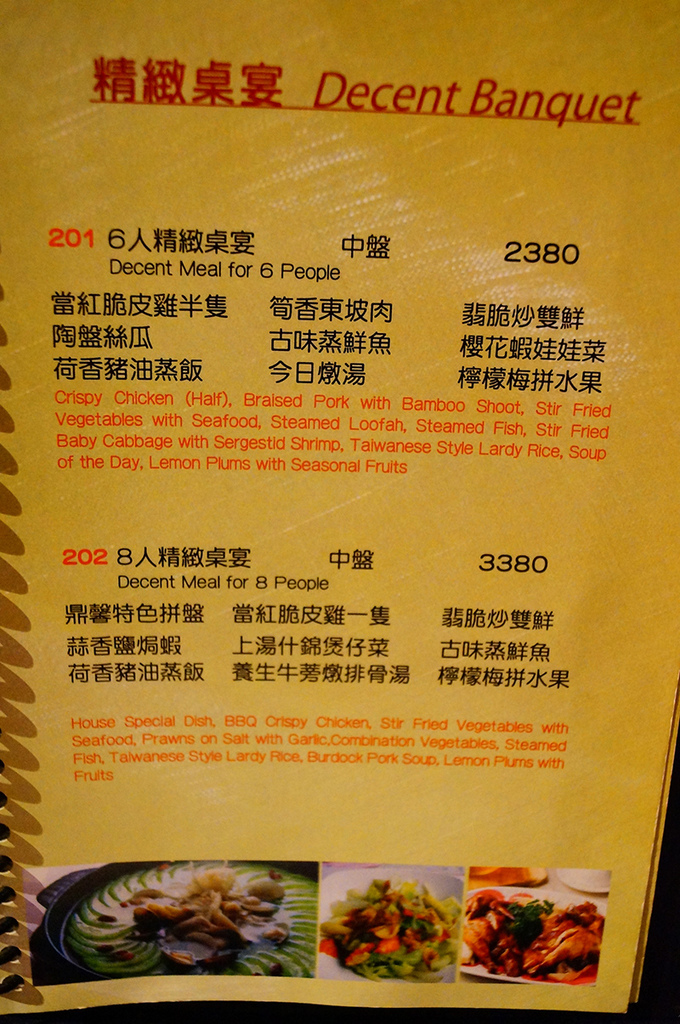 精緻桌宴 Decent Banquet
201 6人精緻桌宴 中盤 2380
Decent Meal for 6 People
當紅脆皮雞半隻 筍香東坡肉 翡脆炒雙鮮
陶盤絲瓜 古味蒸鮮魚 櫻花蝦娃娃菜
荷香豬油蒸飯 今日燉湯 檸檬梅拼水果
Crispy Chicken (Half), Braised Pork with Bamboo Shoot, Stir Fried
Vegetables with Seafood, Steamed Loofah, Steamed Fish, Stir Fried
Baby Cabbage with Sergestid Shrimp, Taiwanese Style Lardy Rice, Soup
of the Day, Lemon Plums with Seasonal Fruits
202 8人精緻桌宴 中盤 3380
Decent Meal for 8 People
鼎馨特色拼盤 當紅脆皮雞一隻 翡脆炒雙鮮
蒜香鹽焗蝦 上湯什錦煲仔菜 古味蒸鮮魚
荷香豬油蒸飯 養生牛蒡燉排骨湯 檸檬梅拼水果
House Special Dish, BBQ Crispy Chicken, Stir Fried Vegetables with
Seafood, Prawns on Salt with Garlic,Combination Vegetables, Steamed
Fish, Taiwanese Style Lardy Rice, Burdock Pork Soup, Lemon Plums with
Fruits